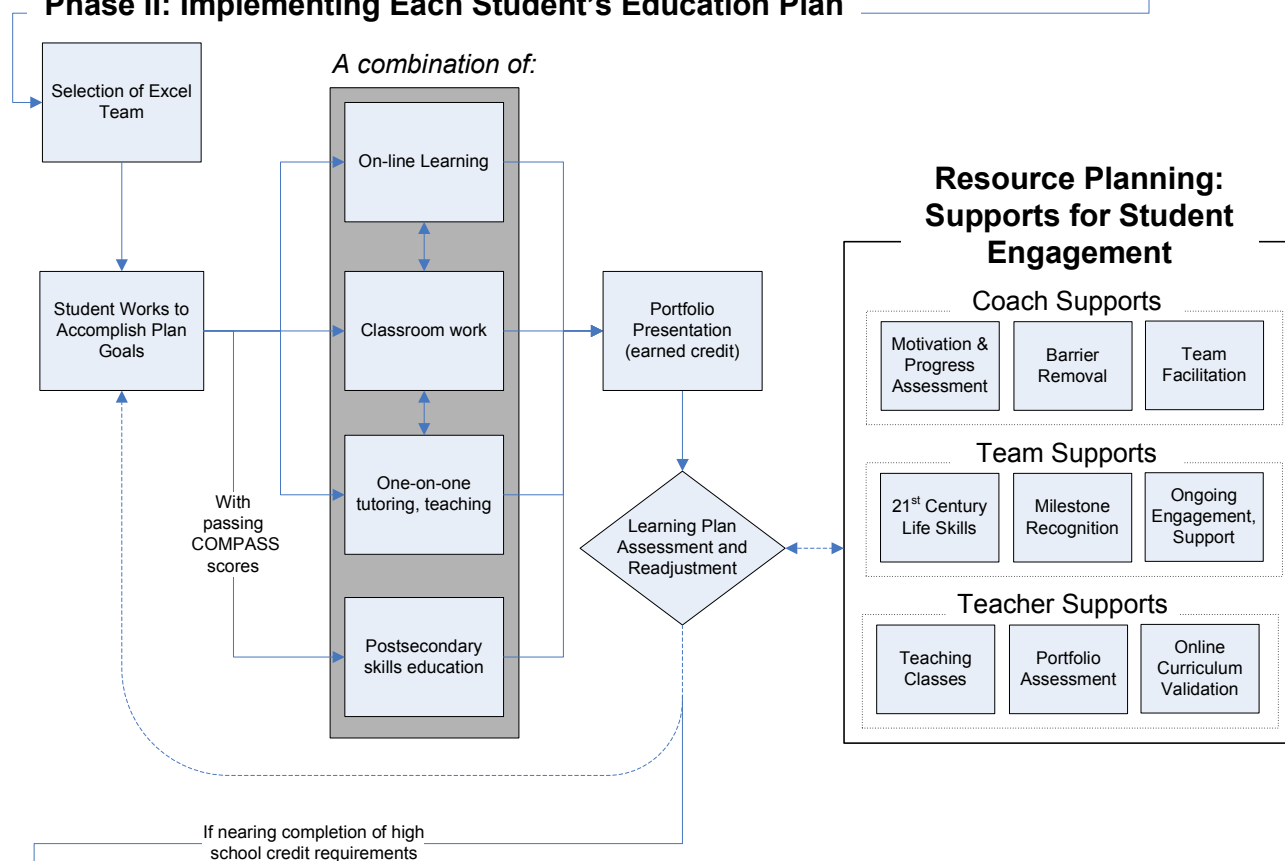 Phase II: Implementing Each Student's Education Plan
Selection of Excel
Team
A combination of:
On-line Learning
Student Works to
Accomplish Plan
Goals
Classroom work
Portfolio
Presentation
(earned credit)
With
passing
COMPASS
scores
One-on-one
tutoring, teaching
Learning Plan
Assessment and
Readjustment
Postsecondary
skills education
If nearing completion of high
school credit requirements
Resource Planning:
Supports for Student
Engagement
Coach Supports
Motivation &
Progress
Assessment
Barrier
Removal
Team
Facilitation
Team Supports
21st Century
Life Skills
Milestone
Recognition
Ongoing
Engagement,
Support
Teacher Supports
Teaching
Classes
Portfolio
Assessment
Online
Curriculum
Validation